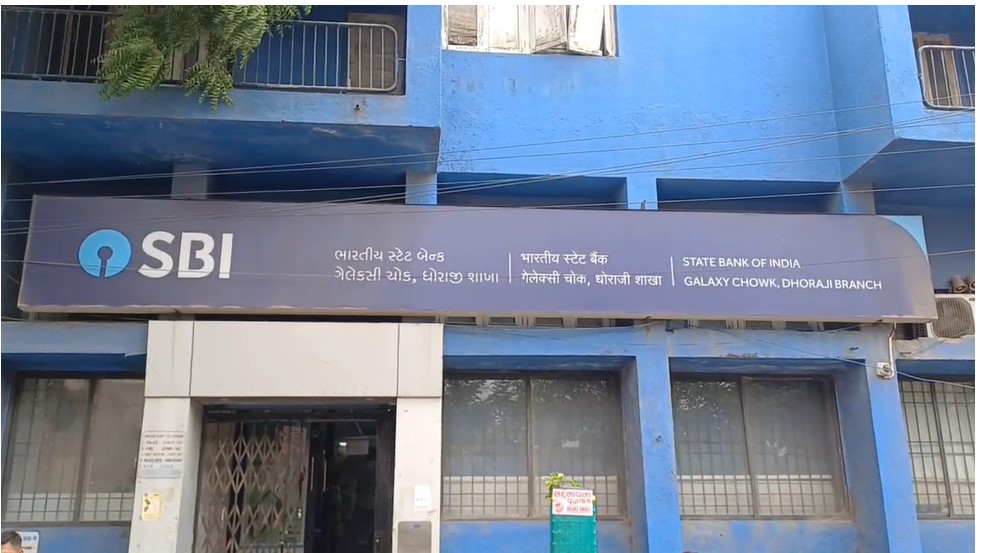 SBI
ભારતીય સ્ટેટ બેન્ક
ગેલેક્સી ચોક, ધોરાજી શાખા
भारतीय स्टेट बैंक
गेलेक्सी चोक, धोराजी शाखा
STATE BANK OF INDIA
GALAXY CHOWK, DHORAJI BRANCH